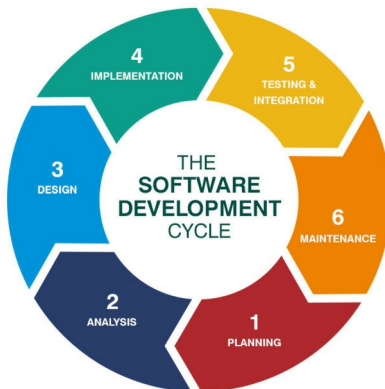 THE
SOFTWARE
DEVELOPMENT
CYCLE
1
PLANNING
2
ANALYSIS
3
DESIGN
4
IMPLEMENTATION
5
TESTING &
INTEGRATION
6
MAINTENANCE